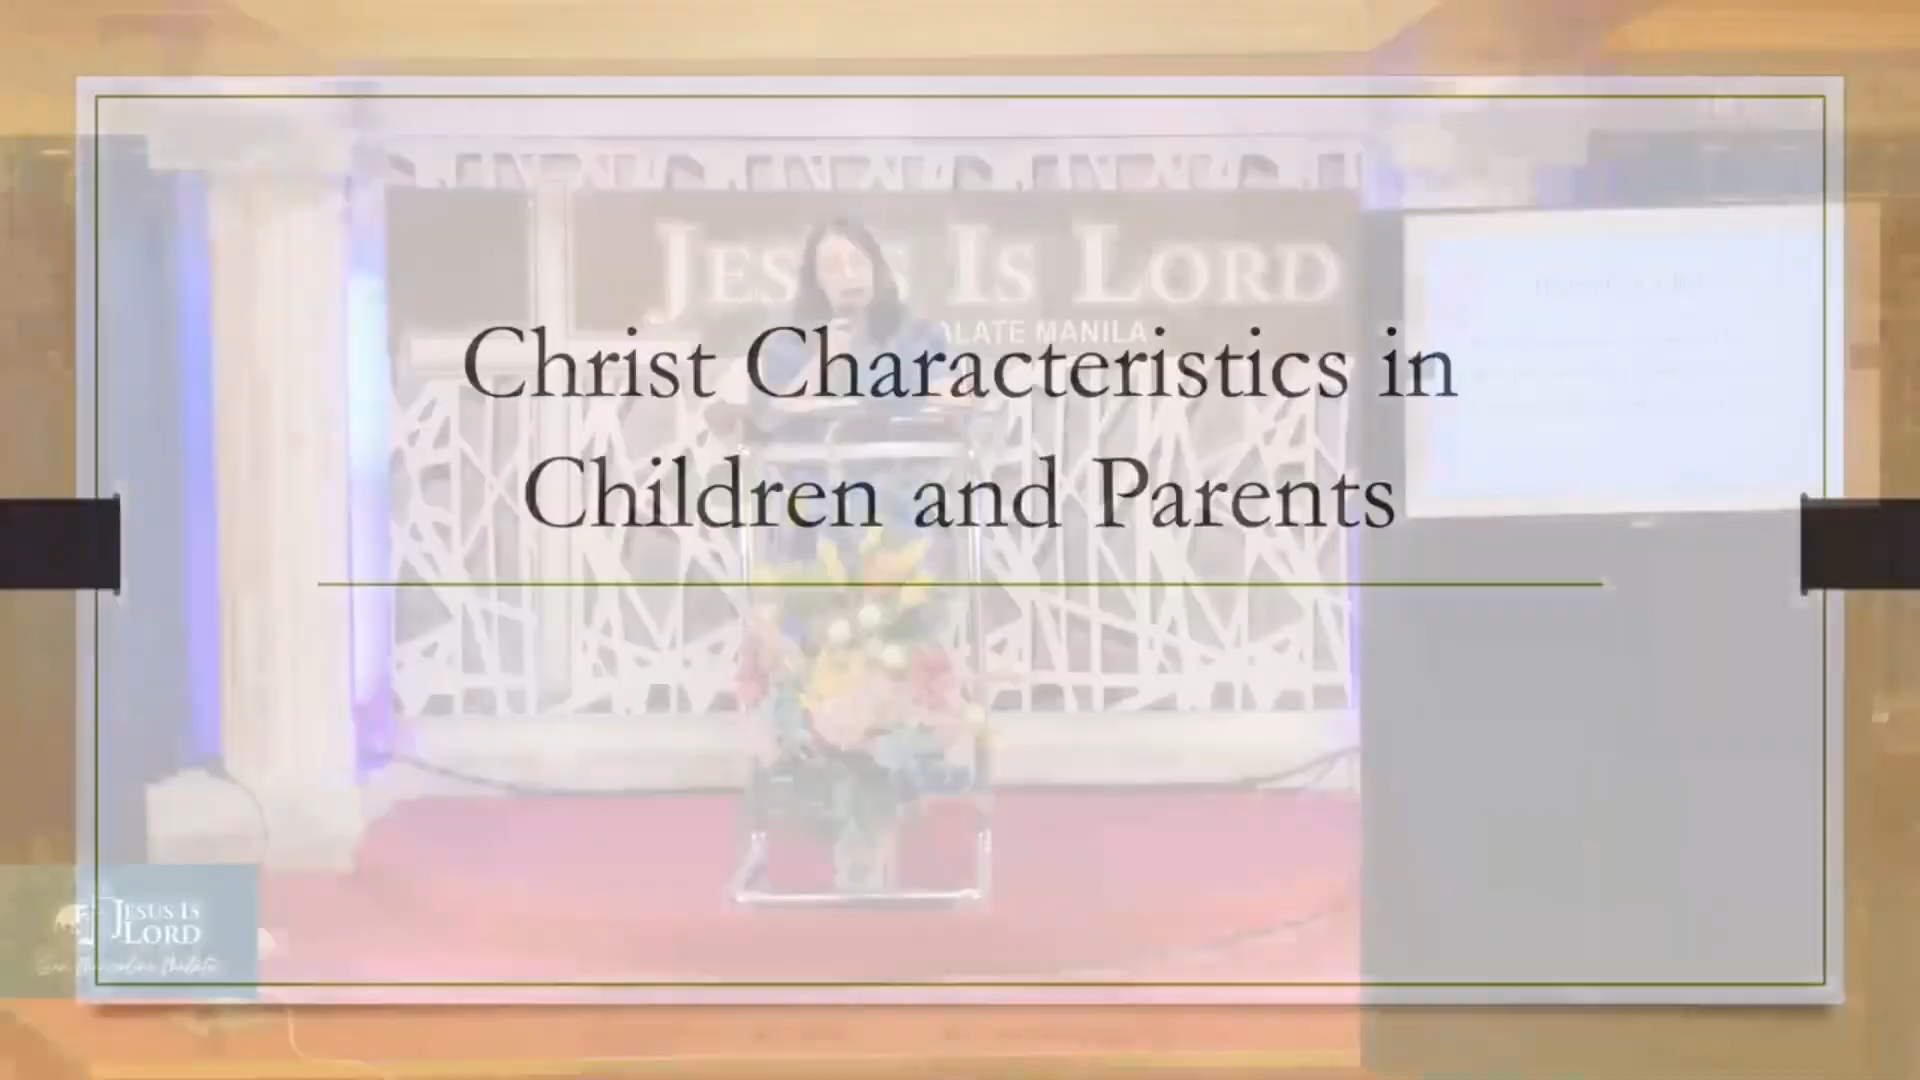 JESUS IS LORD
ALATE MANILA
Christ Characteristics in
Children and Parents
JESUS IS
LORD